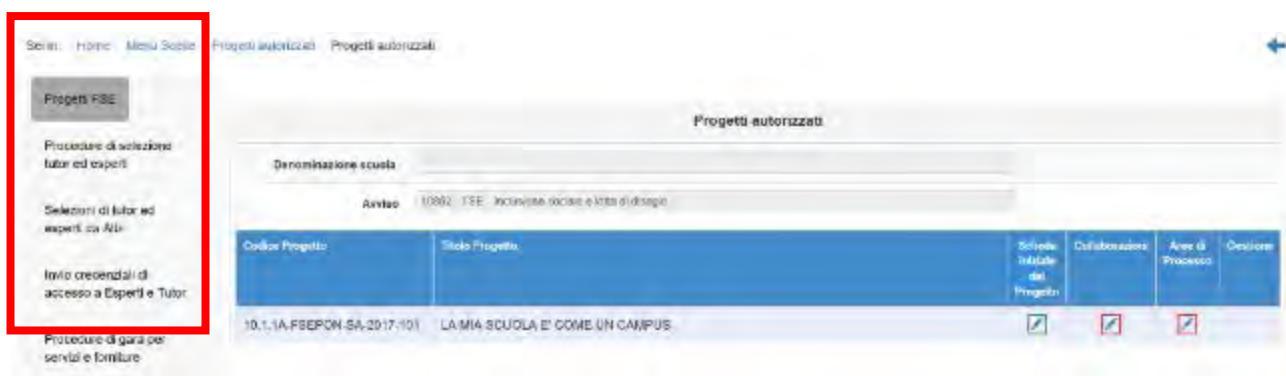 Sei in: Home Menu Scelte Progetti autorizzati Progetti autorizzati
Progetti FSE
Procedure di selezione
tutor ed esperti
Selezioni di tutor ed
esperti da Albi
Invio credenziali di
accesso a Esperti e Tutor
Procedure di gara per
servizi e forniture
Progetti autorizzati
Denominazione scuola
Avviso 10862 FSE Inclusione sociale e lotta al disagio
Codice Progetto Titolo Progetto Scheda Iniziale del Progetto Collaborazioni Aree di Processo Gestione
10.1.1A-FSEPON-SA-2017-101 LA MIA SCUOLA E' COME UN CAMPUS